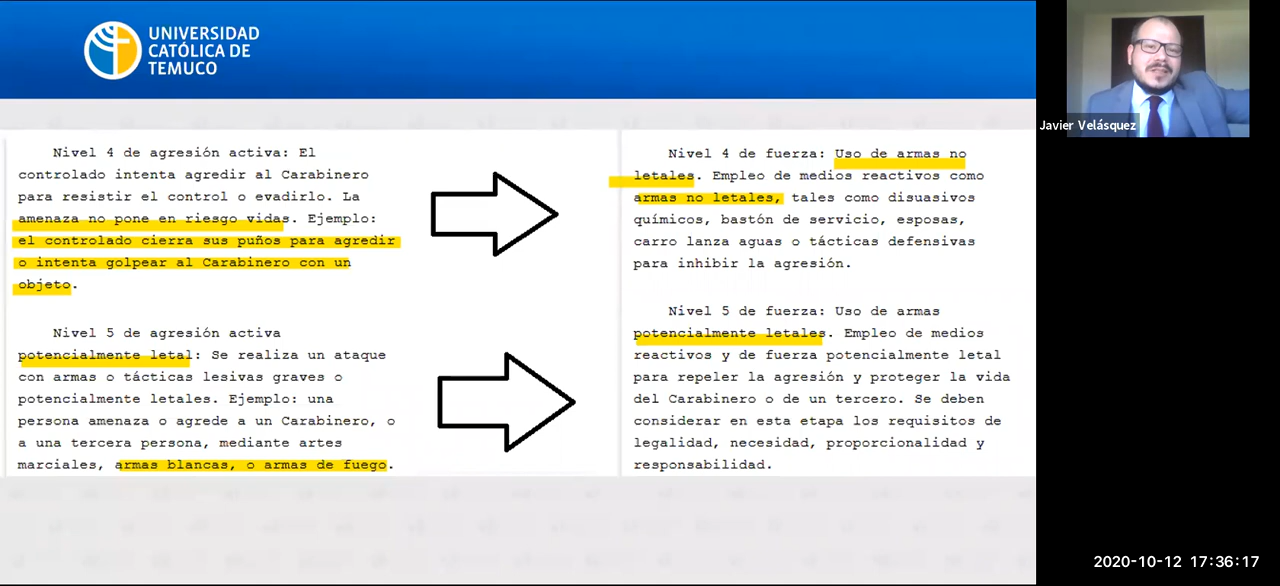 UNIVERSIDAD
CATÓLICA DE
TEMUCO
Nivel 4 de agresión activa: El
controlado intenta agredir al Carabinero
para resistir el control o evadirlo. La
amenaza no pone en riesgo vidas. Ejemplo:
el controlado cierra sus puños para agredir
o intenta golpear al Carabinero con un
objeto.
Nivel 5 de agresión activa
potencialmente letal: Se realiza un ataque
con armas o tácticas lesivas graves o
potencialmente letales. Ejemplo: una
persona amenaza o agrede a un Carabinero, o
a una tercera persona, mediante artes
marciales, armas blancas, o armas de fuego.
Nivel 4 de fuerza: Uso de armas no
letales. Empleo de medios reactivos como
armas no letales, tales como disuasivos
químicos, bastón de servicio, esposas,
carro lanza aguas o tácticas defensivas
para inhibir la agresión.
Nivel 5 de fuerza: Uso de armas
potencialmente letales. Empleo de medios
reactivos y de fuerza potencialmente letal
para repeler la agresión y proteger la vida
del Carabinero o de un tercero. Se deben
considerar en esta etapa los requisitos de
legalidad, necesidad, proporcionalidad y
responsabilidad.
Javier Velásquez
2020-10-12 17:36:17